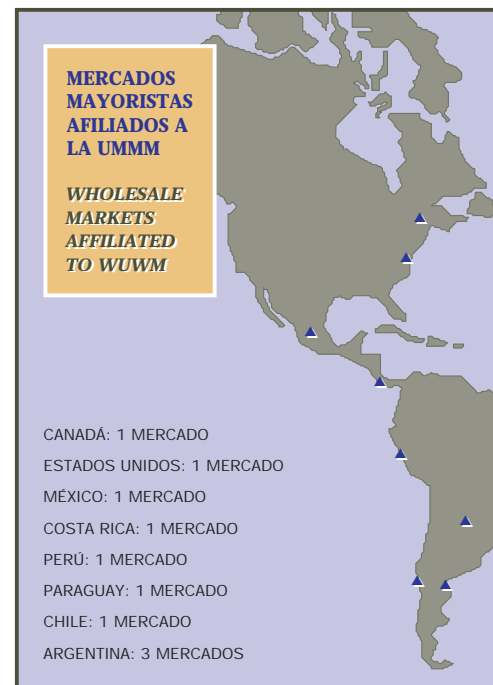 MERCADOS
MAYORISTAS
AFILIADOS A
LA UMMM
WHOLESALE
MARKETS
AFFILIATED
TO WUWM
CANADÁ: 1 MERCADO
ESTADOS UNIDOS: 1 MERCADO
MÉXICO: 1 MERCADO
COSTA RICA: 1 MERCADO
PERÚ: 1 MERCADO
PARAGUAY: 1 MERCADO
CHILE: 1 MERCADO
ARGENTINA: 3 MERCADOS